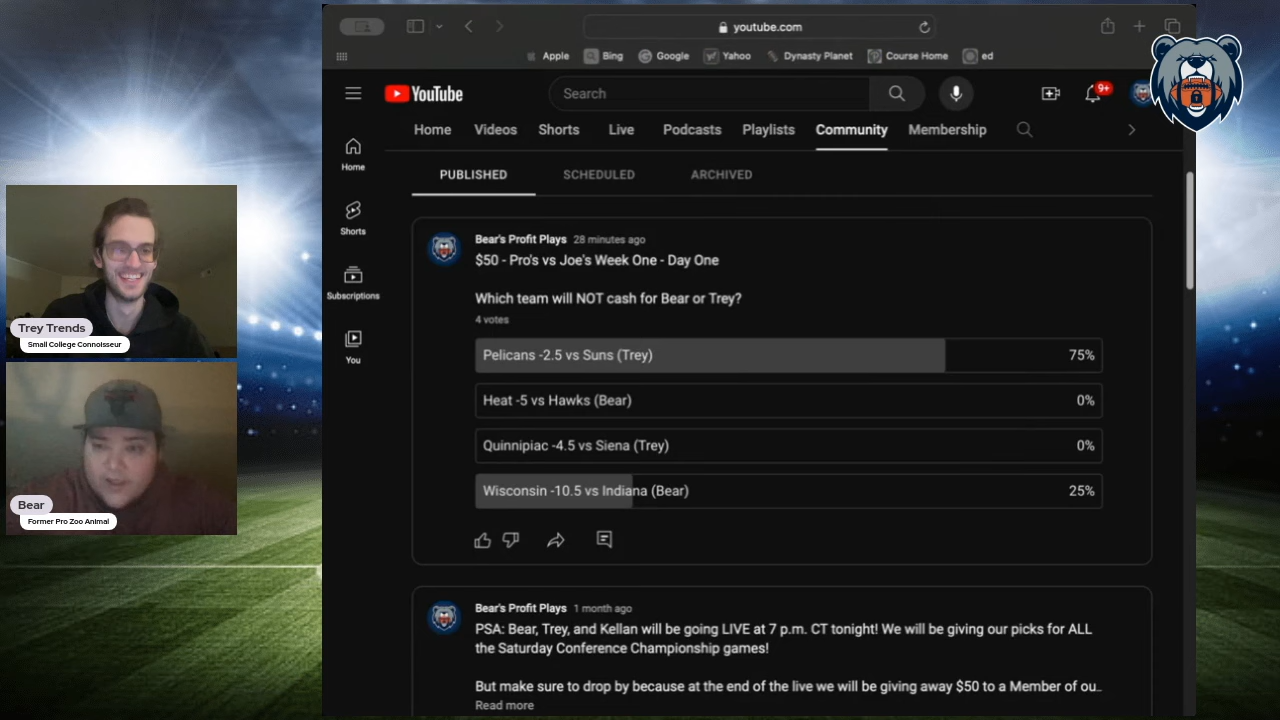 youtube.com
Apple Bing Google Yahoo Dynasty Planet Course Home ed
YouTube Search 9+
Home Videos Shorts Live Podcasts Playlists Community Membership
Home
Shorts
Subscriptions
You
PUBLISHED SCHEDULED ARCHIVED
Bear's Profit Plays 28 minutes ago
$50 - Pro's vs Joe's Week One - Day One
Which team will NOT cash for Bear or Trey?
4 votes
Pelicans -2.5 vs Suns (Trey) 75%
Heat -5 vs Hawks (Bear) 0%
Quinnipiac -4.5 vs Siena (Trey) 0%
Wisconsin -10.5 vs Indiana (Bear) 25%
Bear's Profit Plays 1 month ago
PSA: Bear, Trey, and Kellan will be going LIVE at 7 p.m. CT tonight! We will be giving our picks for ALL
the Saturday Conference Championship games!
But make sure to drop by because at the end of the live we will be giving away $50 to a Member of ou...
Read more
Trey Trends
Small College Connoisseur
Bear
Former Pro Zoo Animal